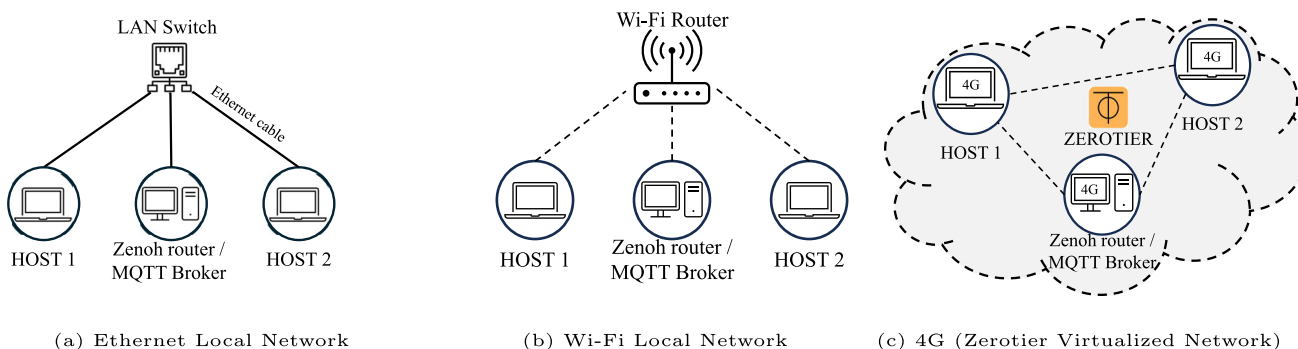 LAN Switch
Ethernet cable
HOST 1
Zenoh router /
MQTT Broker
HOST 2
(a) Ethernet Local Network
Wi-Fi Router
HOST 1
Zenoh router /
MQTT Broker
HOST 2
(b) Wi-Fi Local Network
4G
4G
HOST 1
ZEROTIER
HOST 2
4G
Zenoh router /
MQTT Broker
(c) 4G (Zerotier Virtualized Network)